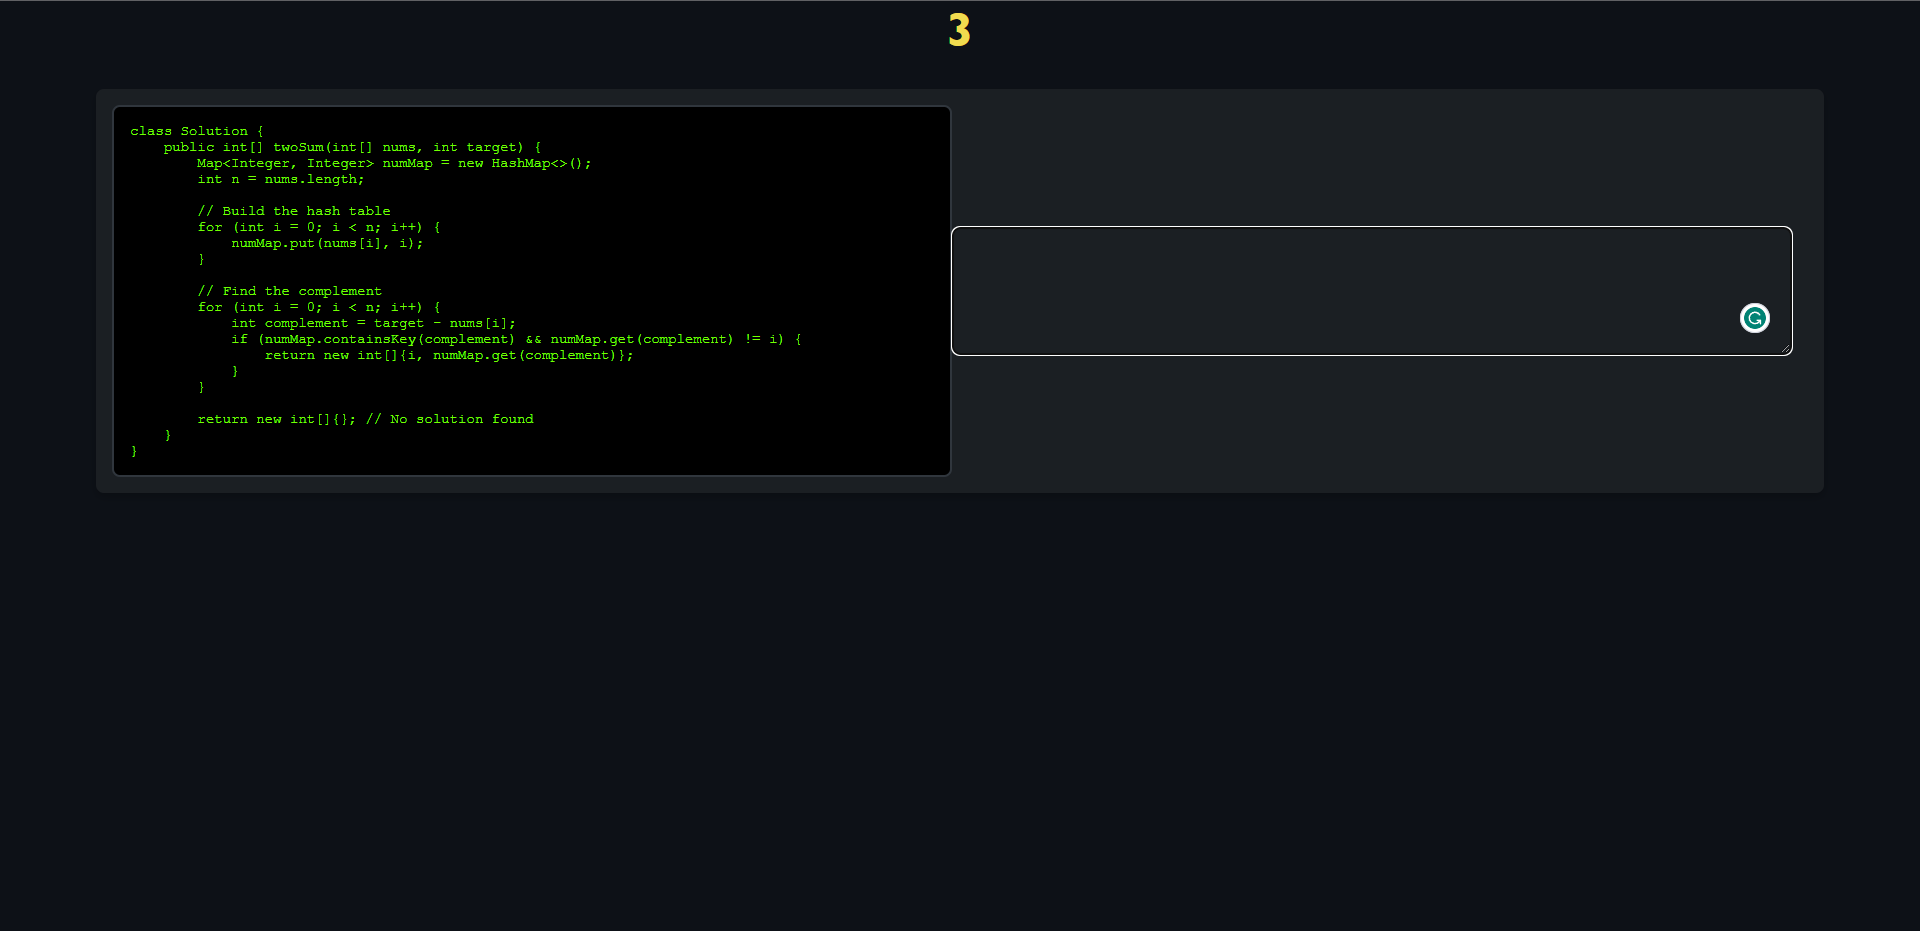 3
class Solution {
    public int[] twoSum(int[] nums, int target) {
        Map<Integer, Integer> numMap = new HashMap<>();
        int n = nums.length;

        // Build the hash table
        for (int i = 0; i < n; i++) {
            numMap.put(nums[i], i);
        }

        // Find the complement
        for (int i = 0; i < n; i++) {
            int complement = target - nums[i];
            if (numMap.containsKey(complement) && numMap.get(complement) != i) {
                return new int[]{i, numMap.get(complement)};
            }
        }

        return new int[]{}; // No solution found
    }
}